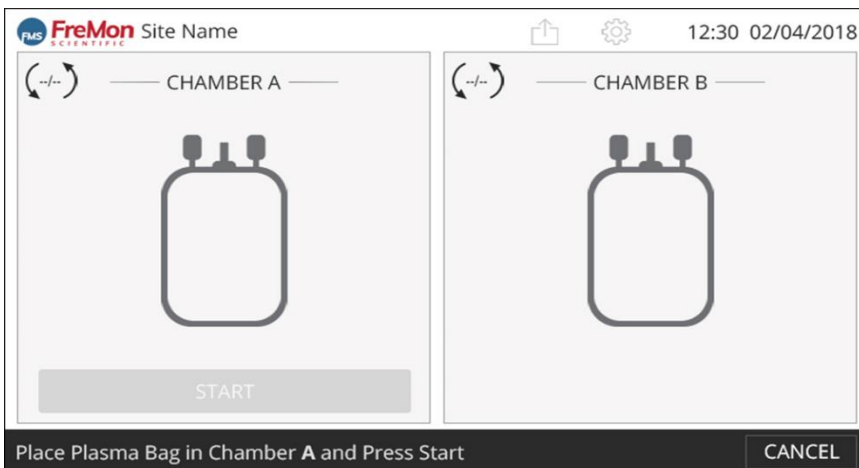 FMS FreMon SCIENTIFIC Site Name 12:30 02/04/2018
--/-- CHAMBER A
--/-- CHAMBER B
START
Place Plasma Bag in Chamber A and Press Start
CANCEL